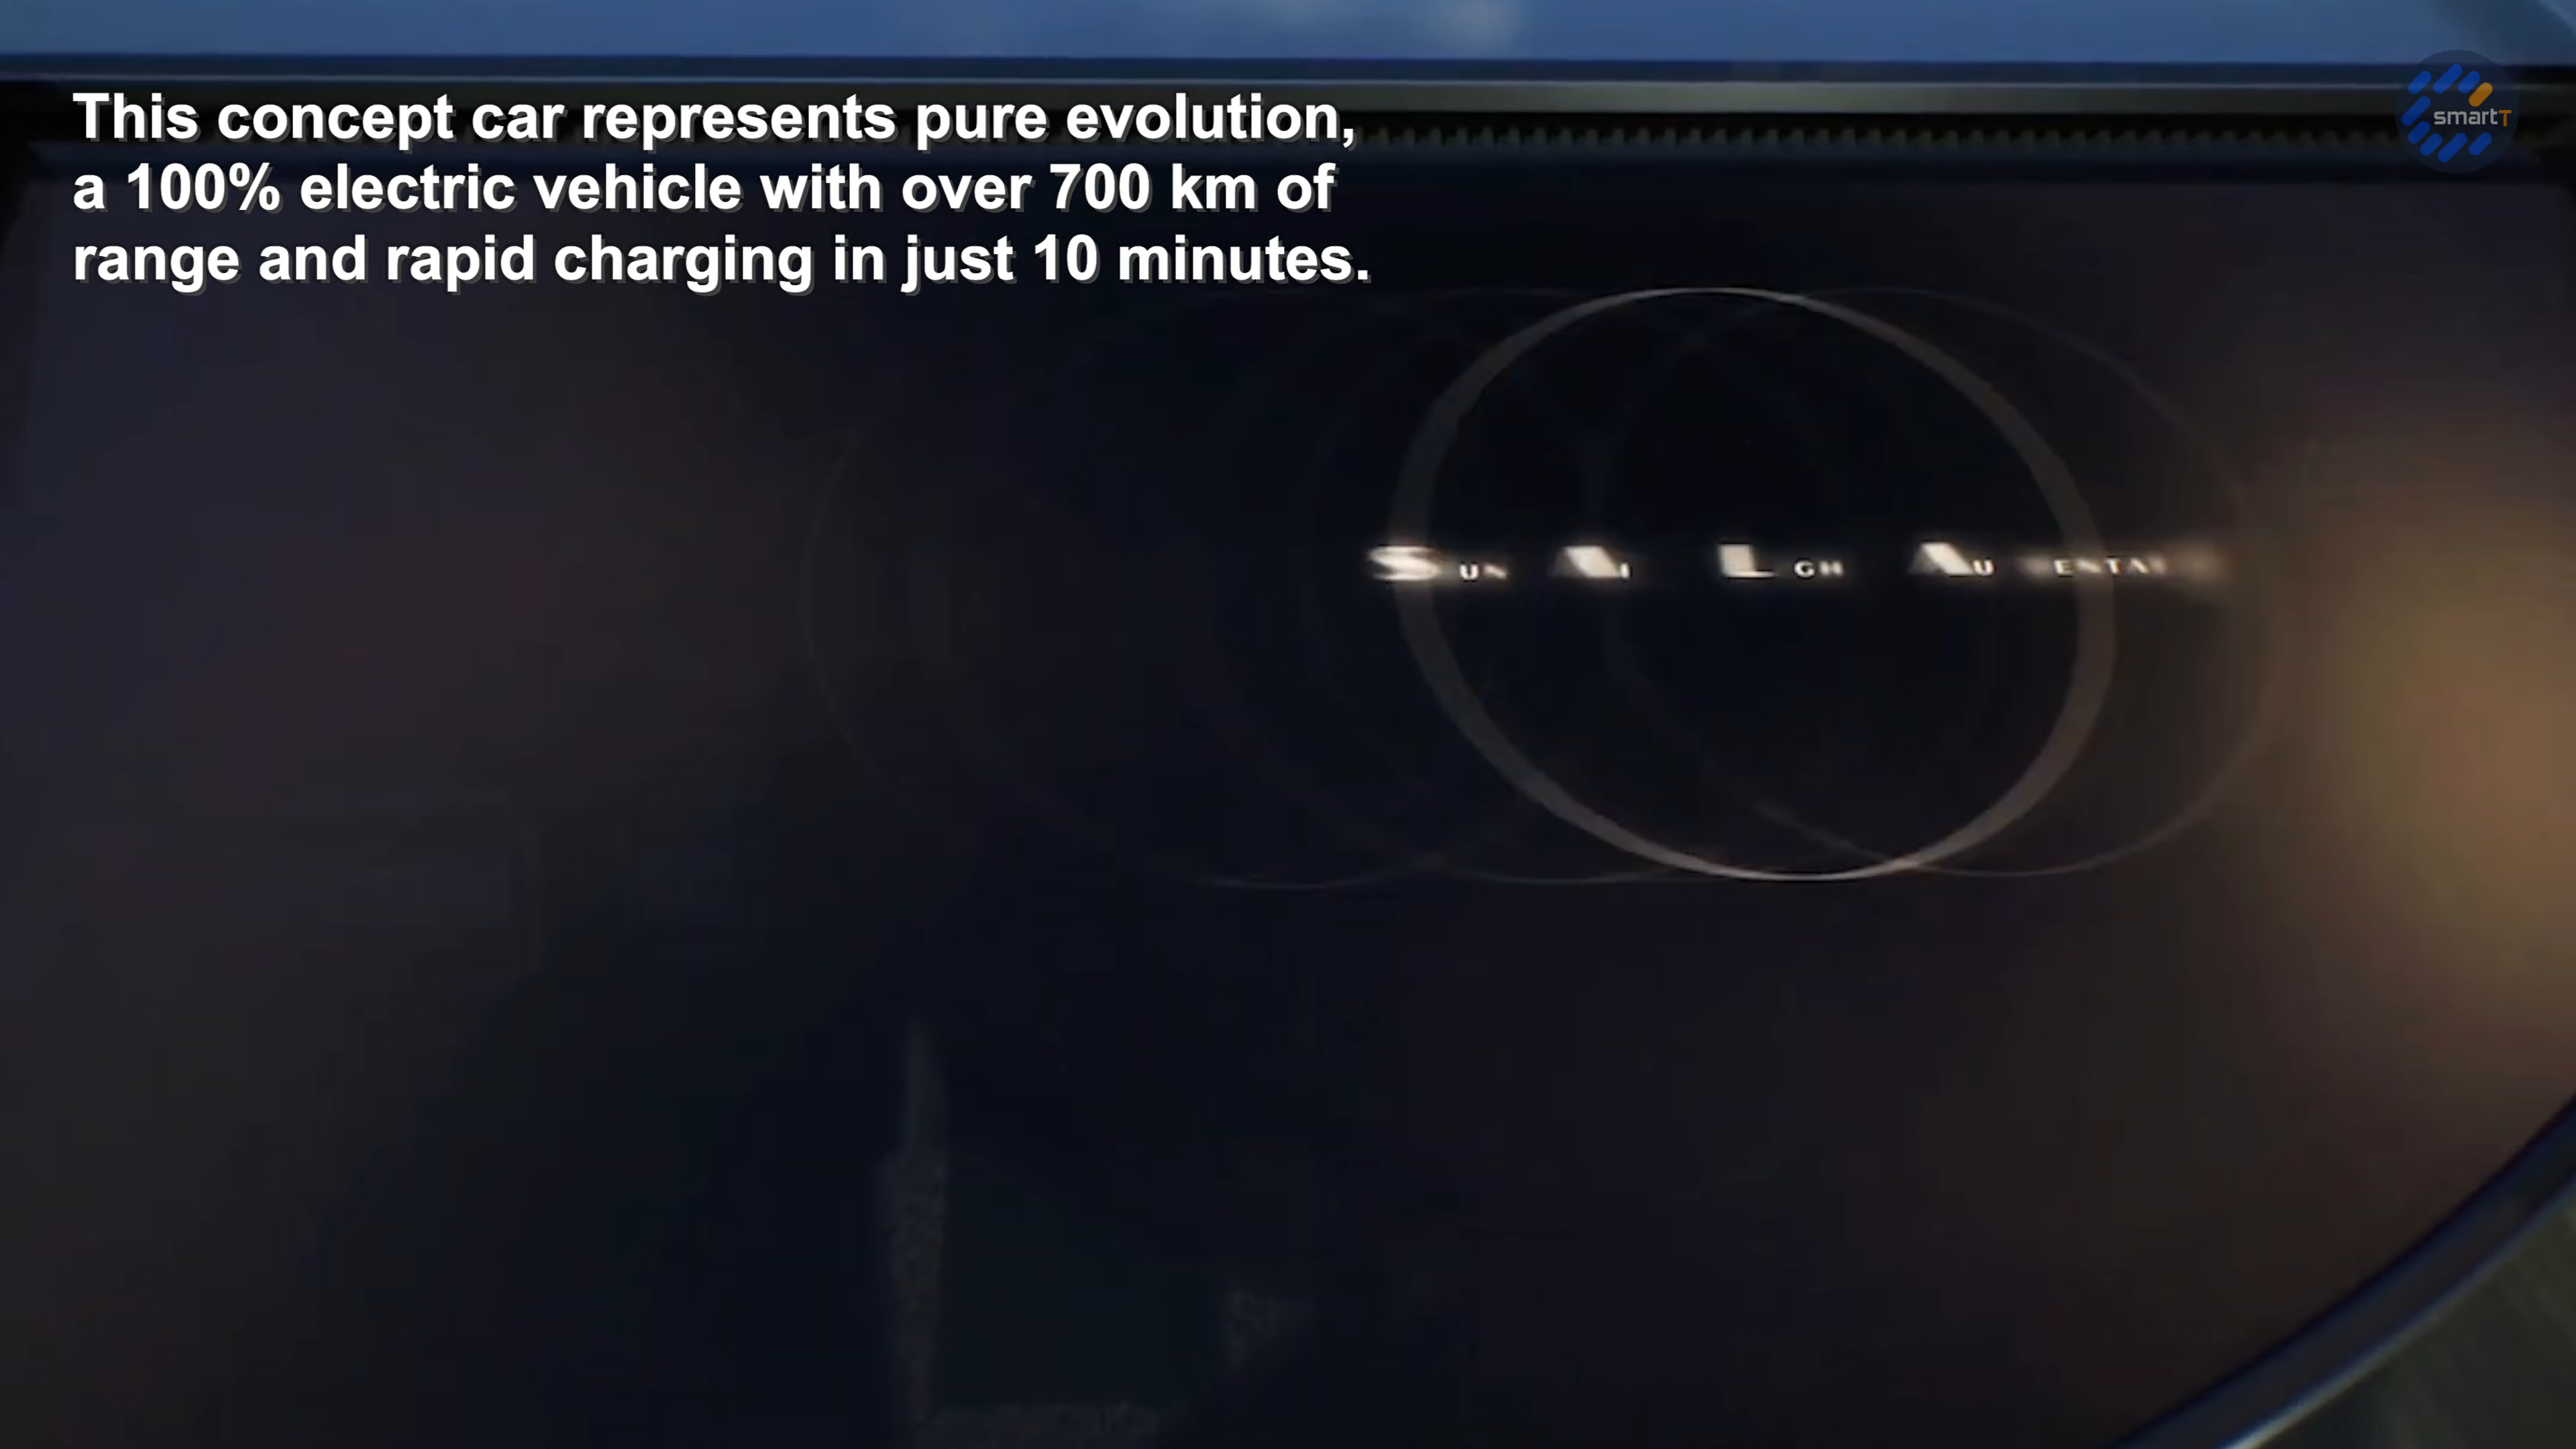 This concept car represents pure evolution,
a 100% electric vehicle with over 700 km of
range and rapid charging in just 10 minutes.
smartT
SUN